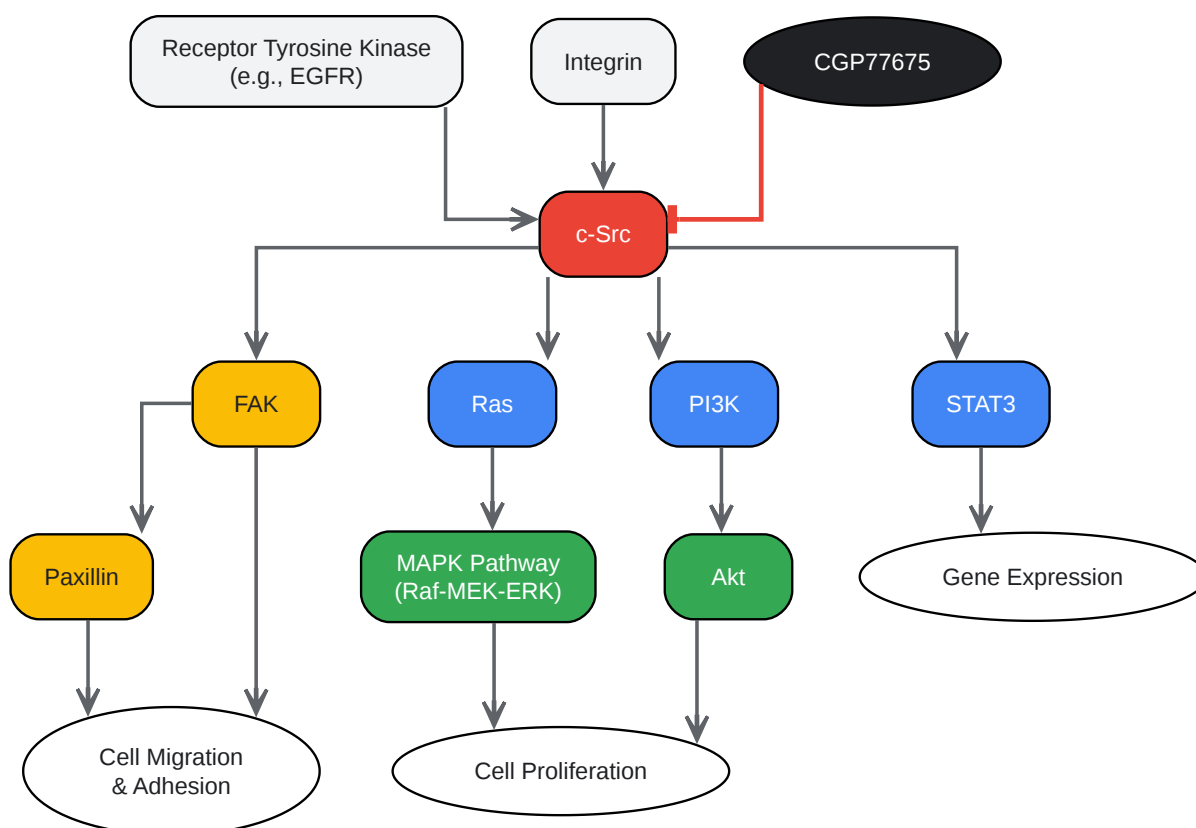 Receptor Tyrosine Kinase
(e.g., EGFR)
Integrin
CGP77675
c-Src
FAK
Ras
PI3K
STAT3
Paxillin
MAPK Pathway
(Raf-MEK-ERK)
Akt
Gene Expression
Cell Migration
& Adhesion
Cell Proliferation